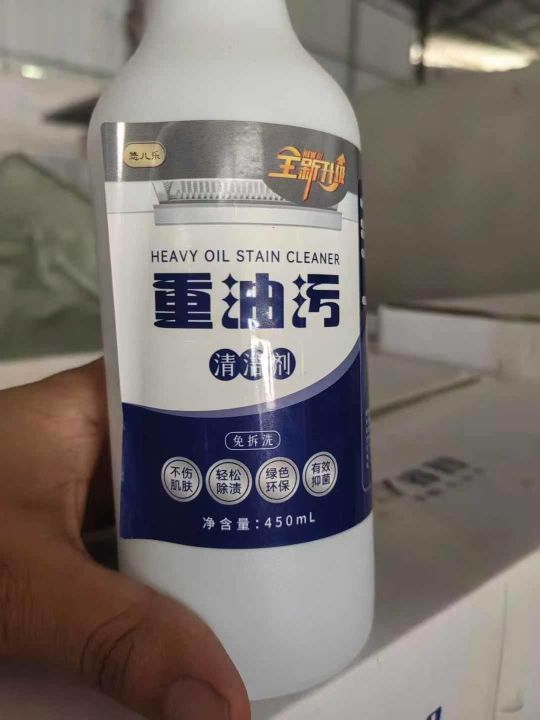 悠儿乐
NEW
全新升级
HEAVY OIL STAIN CLEANER
重油污
清洁剂
免拆洗
不伤
肌肤
轻松
除渍
绿色
环保
有效
抑菌
净含量:450mL